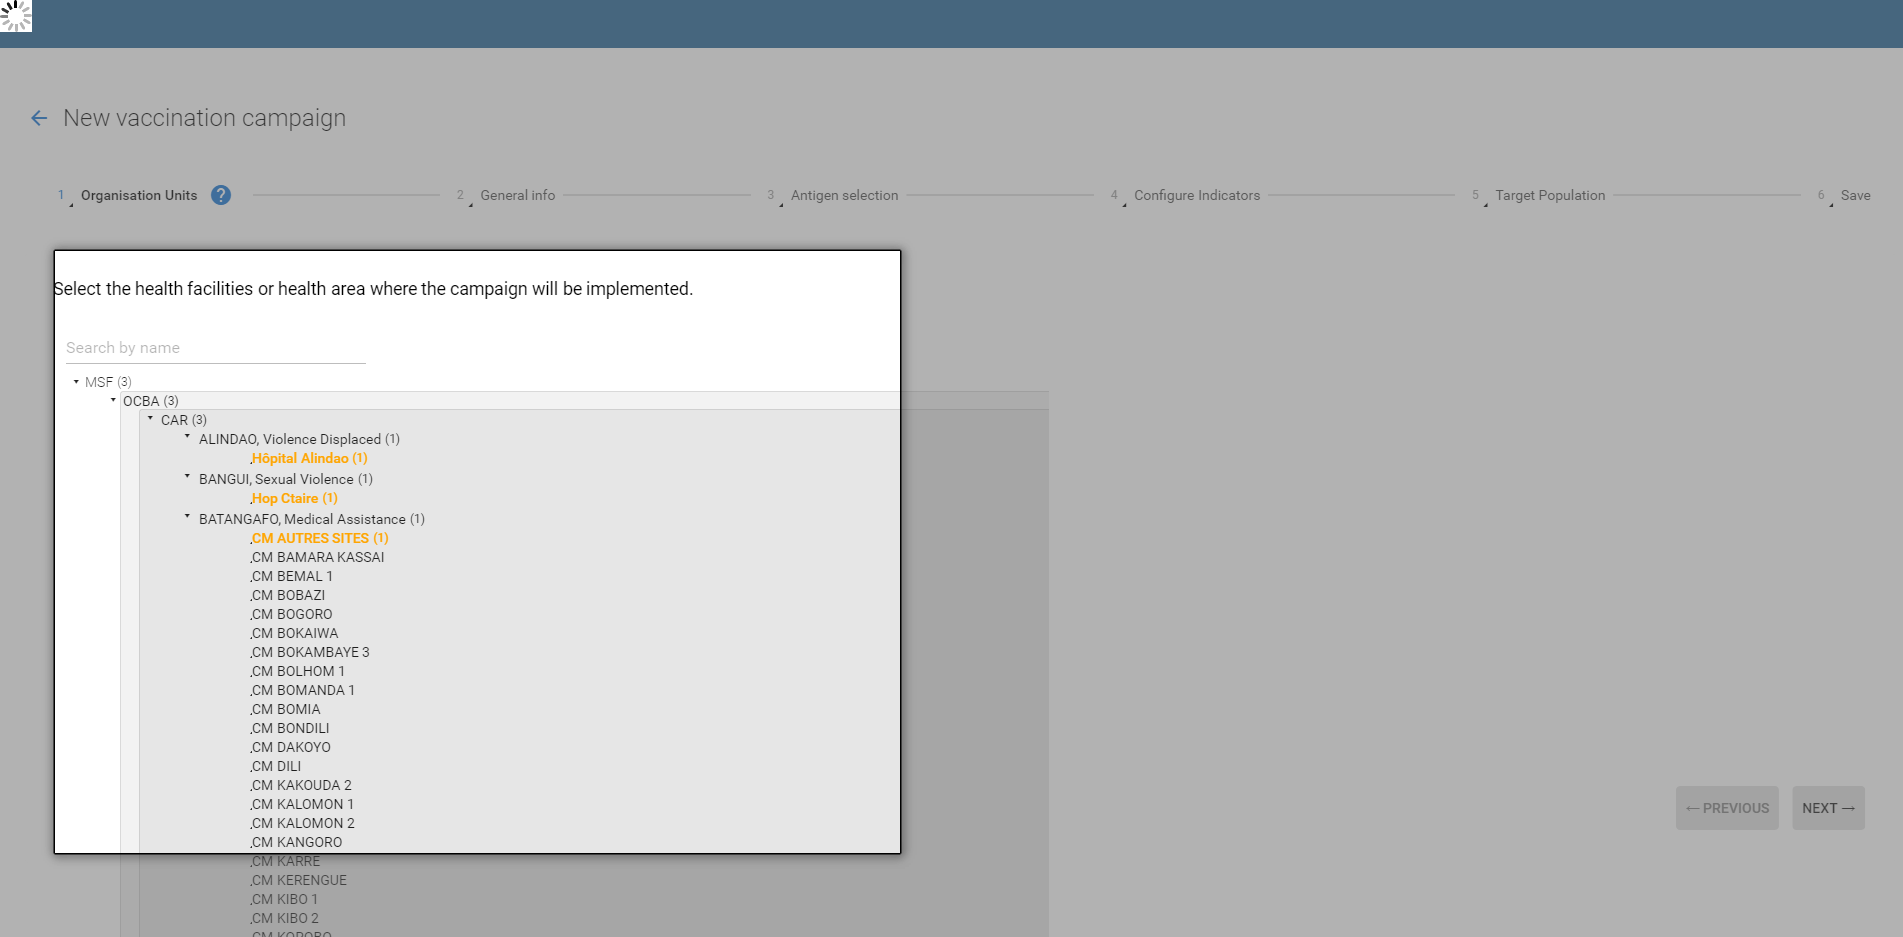 New vaccination campaign
1 Organisation Units ? 2 General info 3 Antigen selection 4 Configure Indicators 5 Target Population 6 Save
Select the health facilities or health area where the campaign will be implemented.
Search by name
MSF (3)
OCBA (3)
CAR (3)
ALINDAO, Violence Displaced (1)
Hôpital Alindao (1)
BANGUI, Sexual Violence (1)
Hop Ctaire (1)
BATANGAFO, Medical Assistance (1)
CM AUTRES SITES (1)
CM BAMARA KASSAI
CM BEMAL 1
CM BOBAZI
CM BOGORO
CM BOKAIWA
CM BOKAMBAYE 3
CM BOLHOM 1
CM BOMANDA 1
CM BOMIA
CM BONDILI
CM DAKOYO
CM DILI
CM KAKOUDA 2
CM KALOMON 1
CM KALOMON 2
CM KANGORO
CM KARRE
CM KERENGUE
CM KIBO 1
CM KIBO 2
← PREVIOUS NEXT →